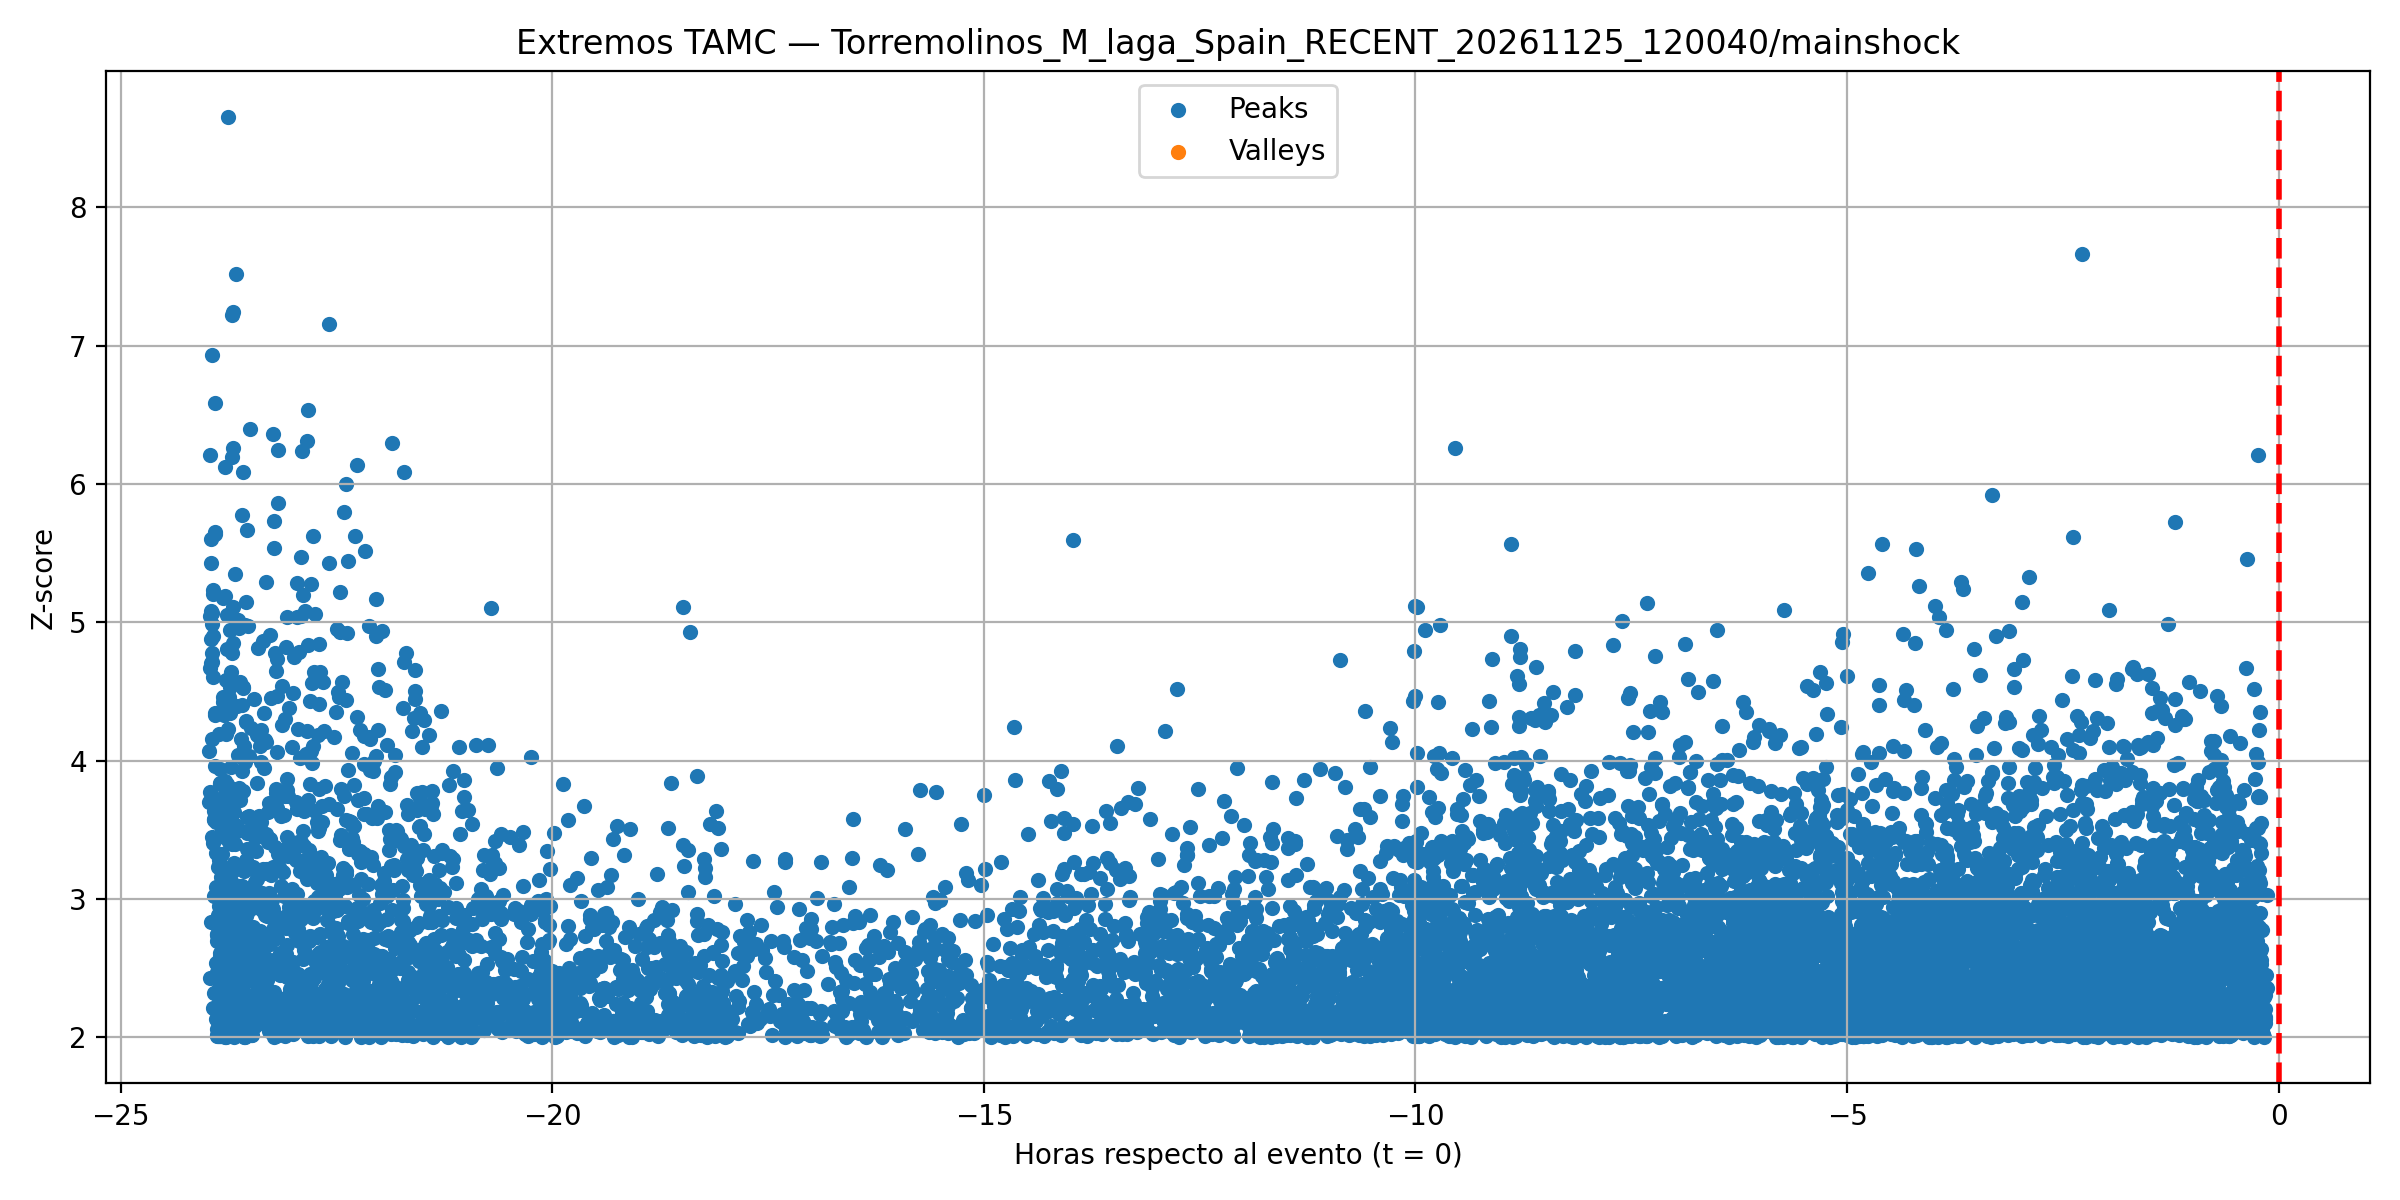 Extremos TAMC — Torremolinos_M_laga_Spain_RECENT_20261125_120040/mainshock
Peaks
Valleys
Z-score
8
7
6
5
4
3
2
−25
−20
−15
−10
−5
0
Horas respecto al evento (t = 0)